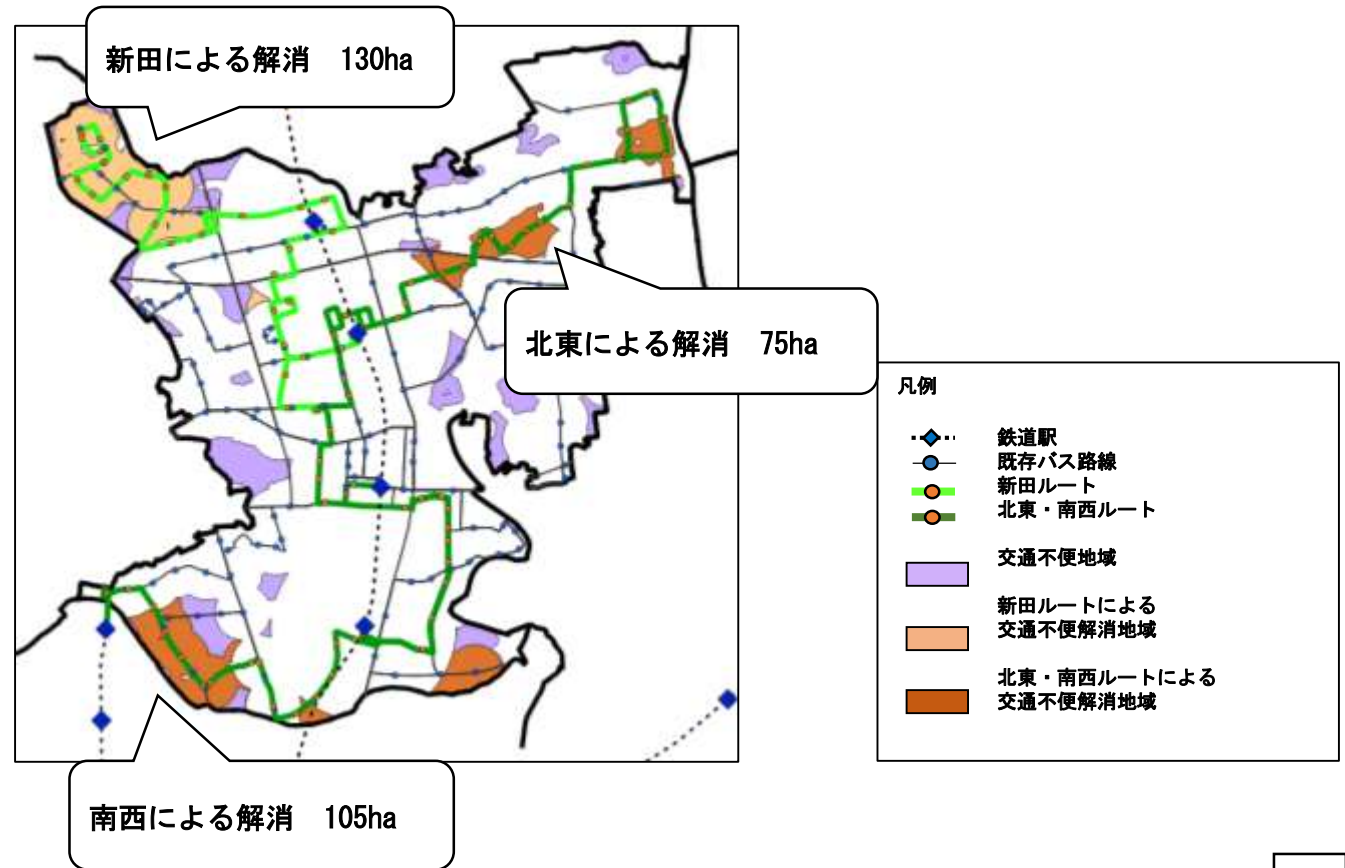 新田による解消　130ha
北東による解消　75ha
南西による解消　105ha
凡例
鉄道駅
既存バス路線
新田ルート
北東・南西ルート
交通不便地域
新田ルートによる
交通不便解消地域
北東・南西ルートによる
交通不便解消地域